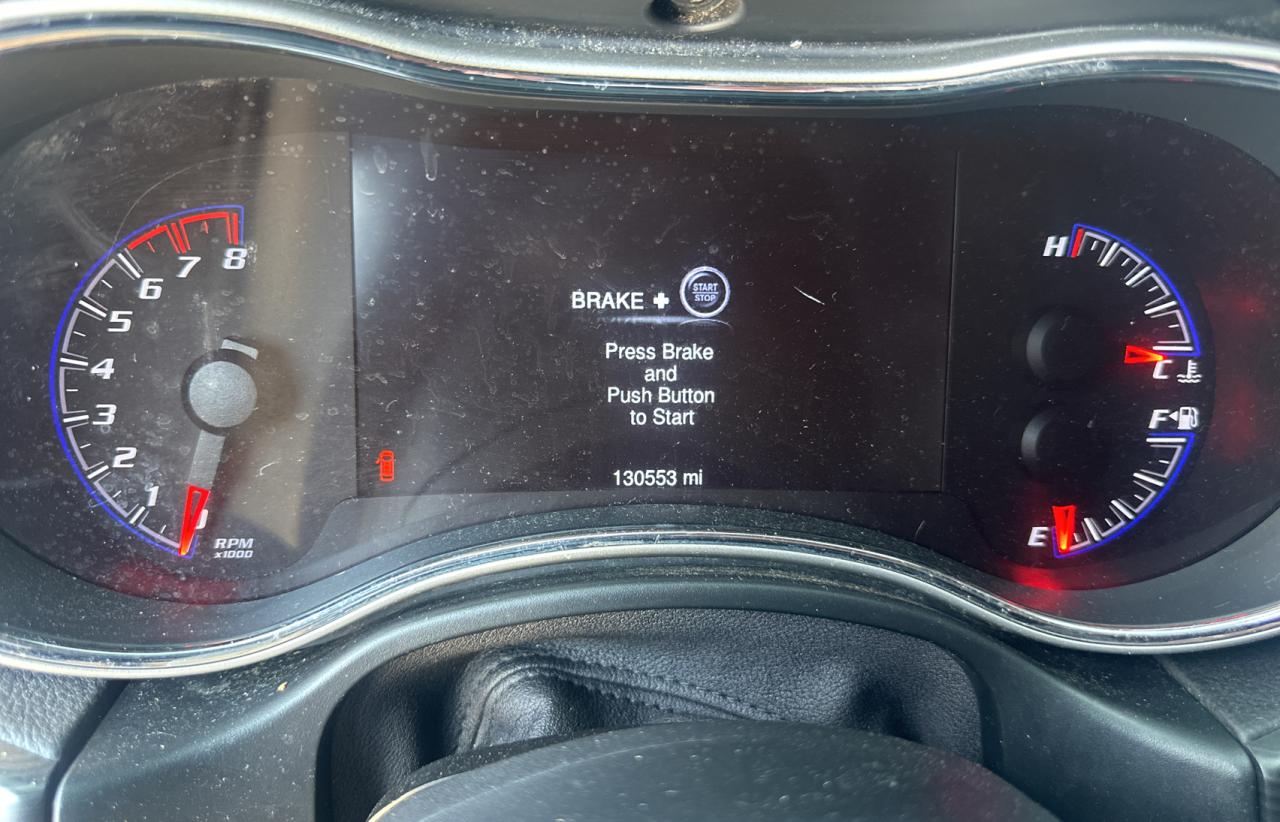 8
7
6
5
4
3
2
1
0
RPM
x1000
BRAKE + START
STOP
Press Brake
and
Push Button
to Start
130553 mi
H
C
F
E